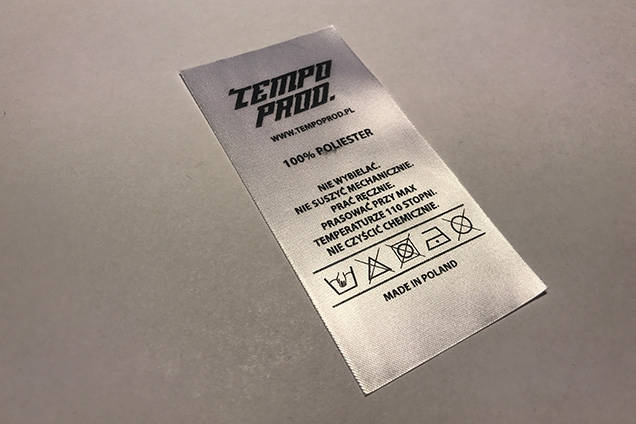 TEMPO
PROD.
WWW.TEMPOPROD.PL
100% POLIESTER
NIE WYBIELAĆ.
NIE SUSZYĆ MECHANICZNIE.
PRAĆ RĘCZNIE.
PRASOWAĆ PRZY MAX
TEMPERATURZE 110 STOPNI.
NIE CZYŚCIĆ CHEMICZNIE.
MADE IN POLAND